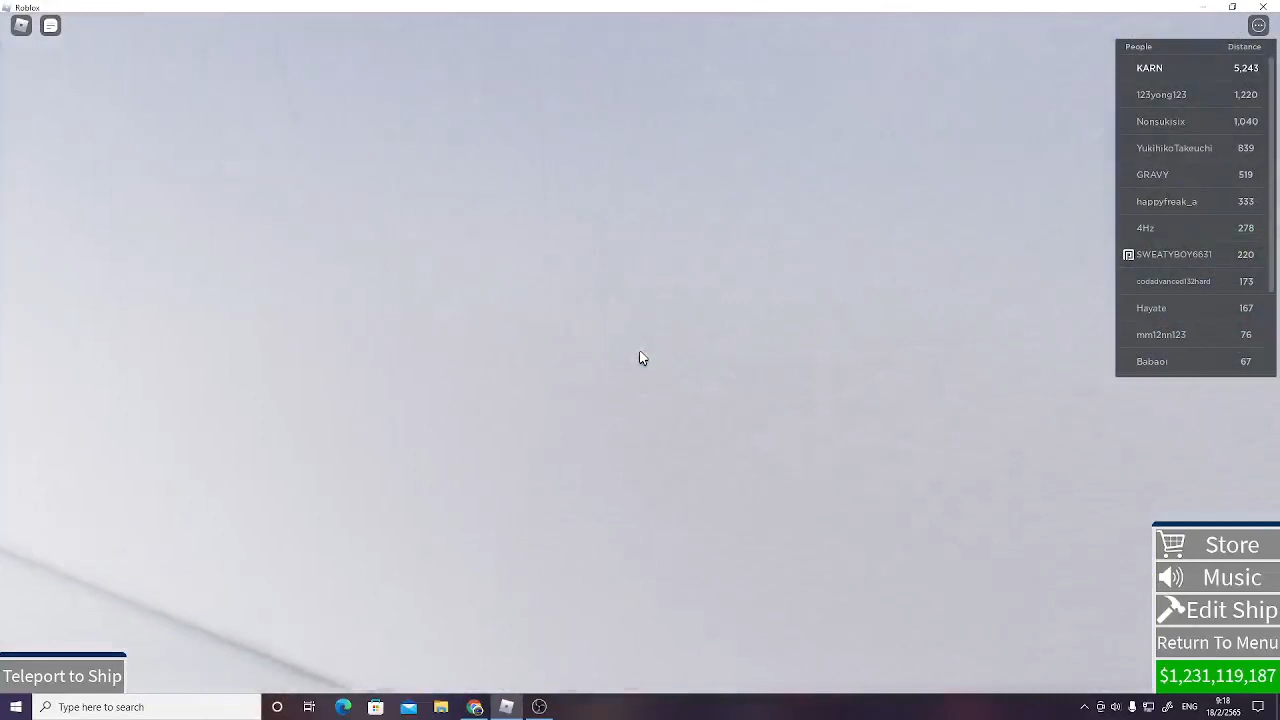 Roblox
People Distance
KARN 5,243
123yong123 1,220
Nonsukisix 1,040
YukihikoTakeuchi 839
GRAVY 519
happyfreak_a 333
4Hz 278
SWEATYBOY6631 220
codadvanced132hard 173
Hayate 167
mm12nn123 76
Babaoi 67
Store
Music
Edit Ship
Return To Menu
$1,231,119,187
Teleport to Ship
Type here to search
ENG
9:18
18/2/2565